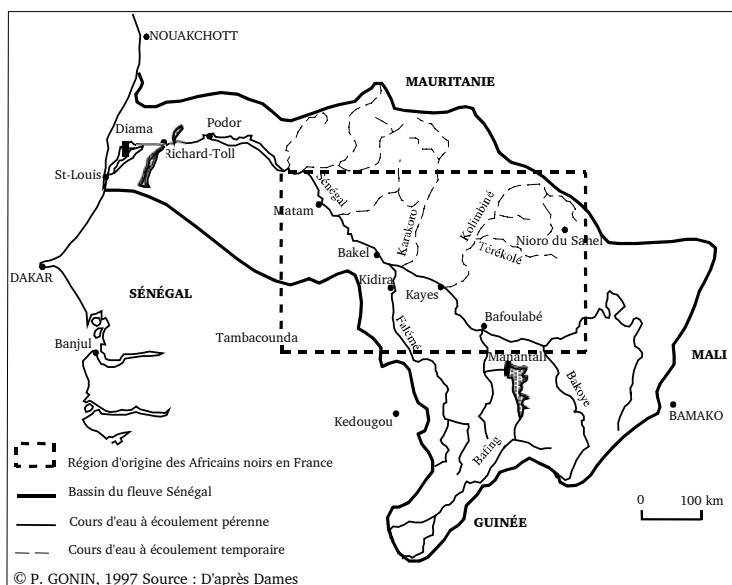 NOUAKCHOTT
MAURITANIE
Podor
Diama
Richard-Toll
St-Louis
Sénégal
Matam
Karakoro
Kolimbiné
Nioro du Sahel
Térékolé
Bakel
DAKAR
SÉNÉGAL
Kidira
Kayes
Bafoulabé
Falémé
Tambacounda
Banjul
Manantali
MALI
Bakoye
BAMAKO
Kedougou
Bafing
Région d'origine des Africains noirs en France
Bassin du fleuve Sénégal
0 100 km
Cours d'eau à écoulement pérenne
GUINÉE
Cours d'eau à écoulement temporaire
© P. GONIN, 1997 Source : D'après Dames